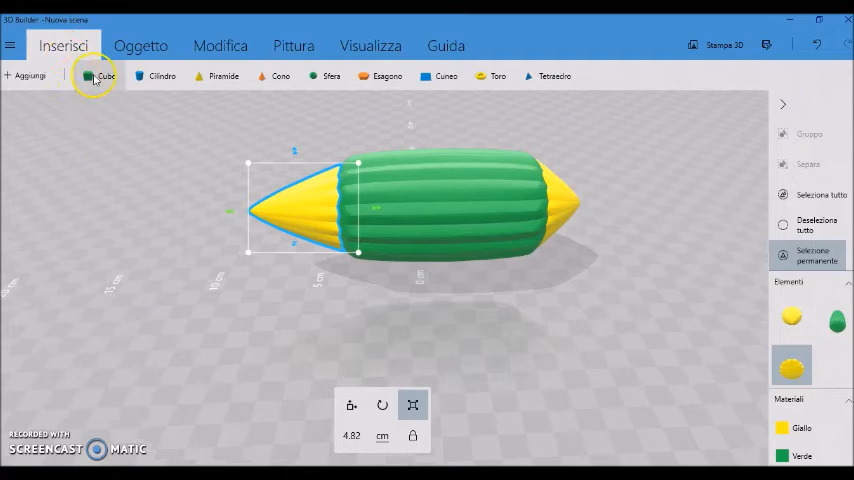 3D Builder -Nuova scena
Inserisci Oggetto Modifica Pittura Visualizza Guida
Stampa 3D
+ Aggiungi Cubo Cilindro Piramide Cono Sfera Esagono Cuneo Toro Tetraedro
Gruppo
Separa
Seleziona tutto
Deseleziona
tutto
Selezione
permanente
Elementi
15 cm 10 cm 5 cm 0 cm
4.82 cm
Materiali
Giallo
Verde
RECORDED WITH
SCREENCAST MATIC